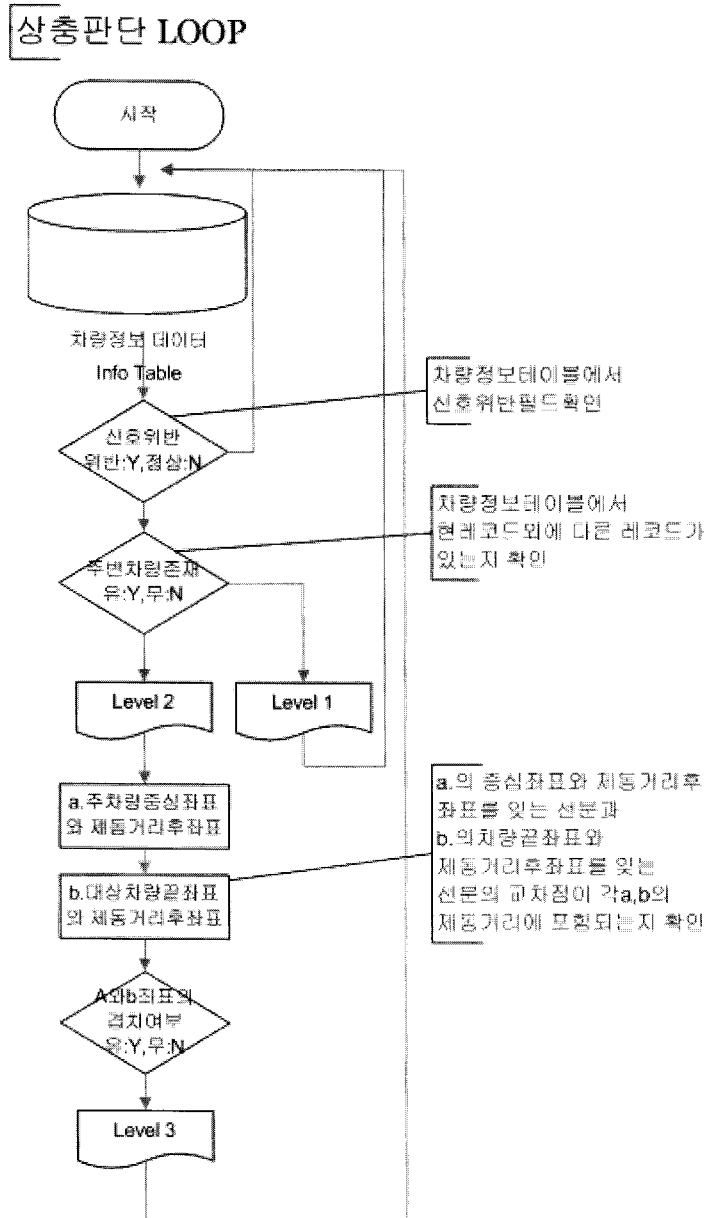 상충판단 LOOP
시작
차량정보 데이터
Info Table
신호위반
위반:Y,정상:N
차량정보테이블에서
신호위반필드확인
주변차량존재
유:Y,무:N
차량정보테이블에서
현레코드외에 다른 레코드가
있는지 확인
Level 2
Level 1
a.주차량중심좌표
와 제동거리후좌표
b.대상차량끝좌표
와 제동거리후좌표
a.의 중심좌표와 제동거리후
좌표를 잇는 선분과
b.의차량끝좌표와
제동거리후좌표를 잇는
선분의 교차점이 각a,b의
제동거리에 포함되는지 확인
A와b좌표의
겹치여부
유:Y,무:N
Level 3